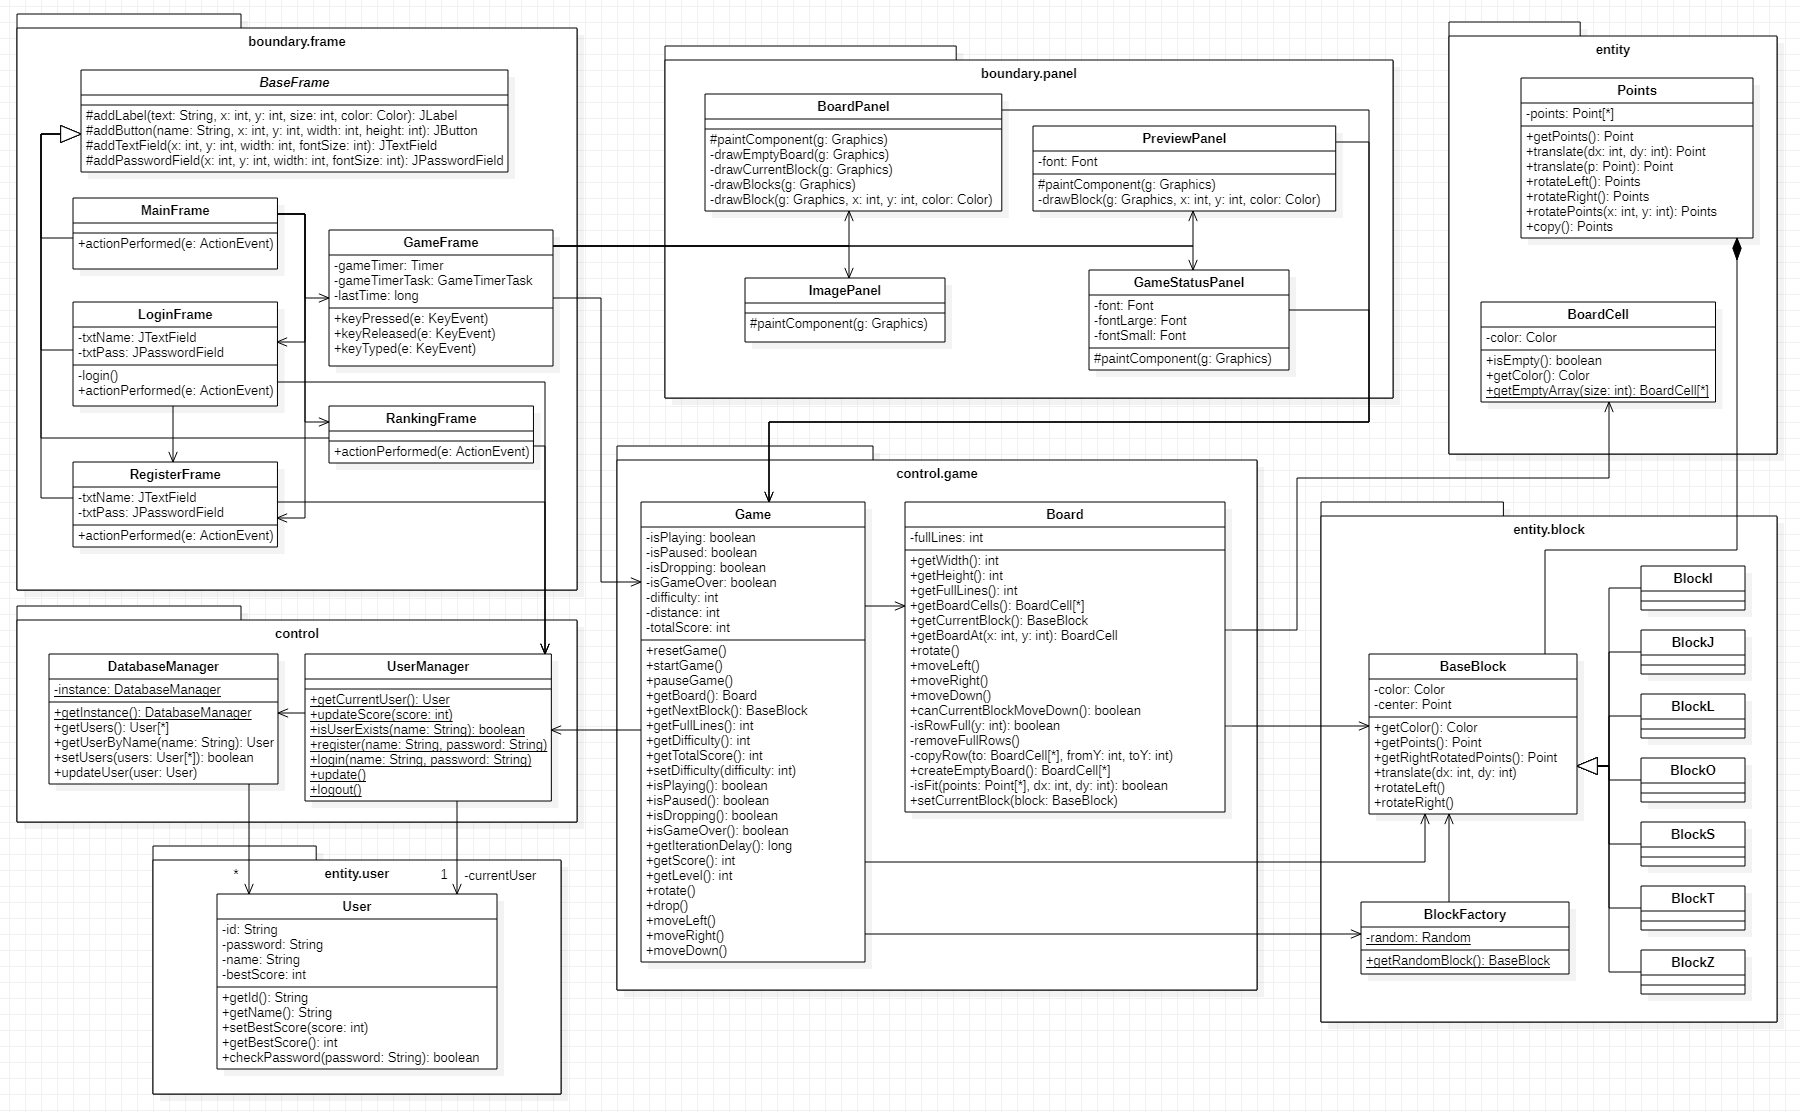 boundary.frame
BaseFrame
#addLabel(text: String, x: int, y: int, size: int, color: Color): JLabel
#addButton(name: String, x: int, y: int, width: int, height: int): JButton
#addTextField(x: int, y: int, width: int, fontSize: int): JTextField
#addPasswordField(x: int, y: int, width: int, fontSize: int): JPasswordField
MainFrame
+actionPerformed(e: ActionEvent)
GameFrame
-gameTimer: Timer
-gameTimerTask: GameTimerTask
-lastTime: long
+keyPressed(e: KeyEvent)
+keyReleased(e: KeyEvent)
+keyTyped(e: KeyEvent)
LoginFrame
-txtName: JTextField
-txtPass: JPasswordField
-login()
+actionPerformed(e: ActionEvent)
RankingFrame
+actionPerformed(e: ActionEvent)
RegisterFrame
-txtName: JTextField
-txtPass: JPasswordField
+actionPerformed(e: ActionEvent)
boundary.panel
BoardPanel
#paintComponent(g: Graphics)
-drawEmptyBoard(g: Graphics)
-drawCurrentBlock(g: Graphics)
-drawBlocks(g: Graphics)
-drawBlock(g: Graphics, x: int, y: int, color: Color)
PreviewPanel
-font: Font
#paintComponent(g: Graphics)
-drawBlock(g: Graphics, x: int, y: int, color: Color)
ImagePanel
#paintComponent(g: Graphics)
GameStatusPanel
-font: Font
-fontLarge: Font
-fontSmall: Font
#paintComponent(g: Graphics)
entity
Points
-points: Point[*]
+getPoints(): Point
+translate(dx: int, dy: int): Point
+translate(p: Point): Point
+rotateLeft(): Points
+rotateRight(): Points
+rotatePoints(x: int, y: int): Points
+copy(): Points
BoardCell
-color: Color
+isEmpty(): boolean
+getColor(): Color
+getEmptyArray(size: int): BoardCell[*]
control
DatabaseManager
-instance: DatabaseManager
+getInstance(): DatabaseManager
+getUsers(): User[*]
+getUserByName(name: String): User
+setUsers(users: User[*]): boolean
+updateUser(user: User)
UserManager
+getCurrentUser(): User
+updateScore(score: int)
+isUserExists(name: String): boolean
+register(name: String, password: String)
+login(name: String, password: String)
+update()
+logout()
control.game
Game
-isPlaying: boolean
-isPaused: boolean
-isDropping: boolean
-isGameOver: boolean
-difficulty: int
-distance: int
-totalScore: int
+resetGame()
+startGame()
+pauseGame()
+getBoard(): Board
+getNextBlock(): BaseBlock
+getFullLines(): int
+getDifficulty(): int
+getTotalScore(): int
+setDifficulty(difficulty: int)
+isPlaying(): boolean
+isPaused(): boolean
+isDropping(): boolean
+isGameOver(): boolean
+getIterationDelay(): long
+getScore(): int
+getLevel(): int
+rotate()
+drop()
+moveLeft()
+moveRight()
+moveDown()
Board
-fullLines: int
+getWidth(): int
+getHeight(): int
+getFullLines(): int
+getBoardCells(): BoardCell[*]
+getCurrentBlock(): BaseBlock
+getBoardAt(x: int, y: int): BoardCell
+rotate()
+moveLeft()
+moveRight()
+moveDown()
+canCurrentBlockMoveDown(): boolean
-isRowFull(y: int): boolean
-removeFullRows()
-copyRow(to: BoardCell[*], fromY: int, toY: int)
+createEmptyBoard(): BoardCell[*]
-isFit(points: Point[*], dx: int, dy: int): boolean
+setCurrentBlock(block: BaseBlock)
entity.block
BaseBlock
-color: Color
-center: Point
+getColor(): Color
+getPoints(): Point
+getRightRotatedPoints(): Point
+translate(dx: int, dy: int)
+rotateLeft()
+rotateRight()
BlockI
BlockJ
BlockL
BlockO
BlockS
BlockT
BlockZ
BlockFactory
-random: Random
+getRandomBlock(): BaseBlock
entity.user
*
1
-currentUser
User
-id: String
-password: String
-name: String
-bestScore: int
+getId(): String
+getName(): String
+setBestScore(score: int)
+getBestScore(): int
+checkPassword(password: String): boolean